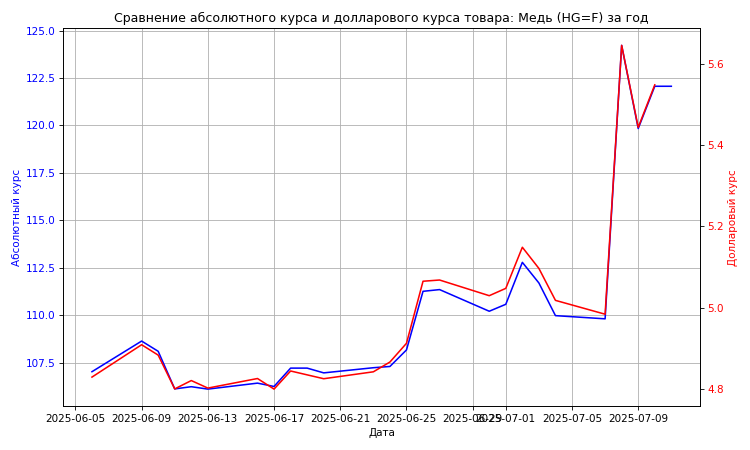 Сравнение абсолютного курса и долларового курса товара: Медь (HG=F) за год
Абсолютный курс
125.0
122.5
120.0
117.5
115.0
112.5
110.0
107.5
5.6
5.4
5.2
5.0
4.8
Долларовый курс
2025-06-05 2025-06-09 2025-06-13 2025-06-17 2025-06-21 2025-06-25 2025-06-29 2025-07-01 2025-07-05 2025-07-09
Дата